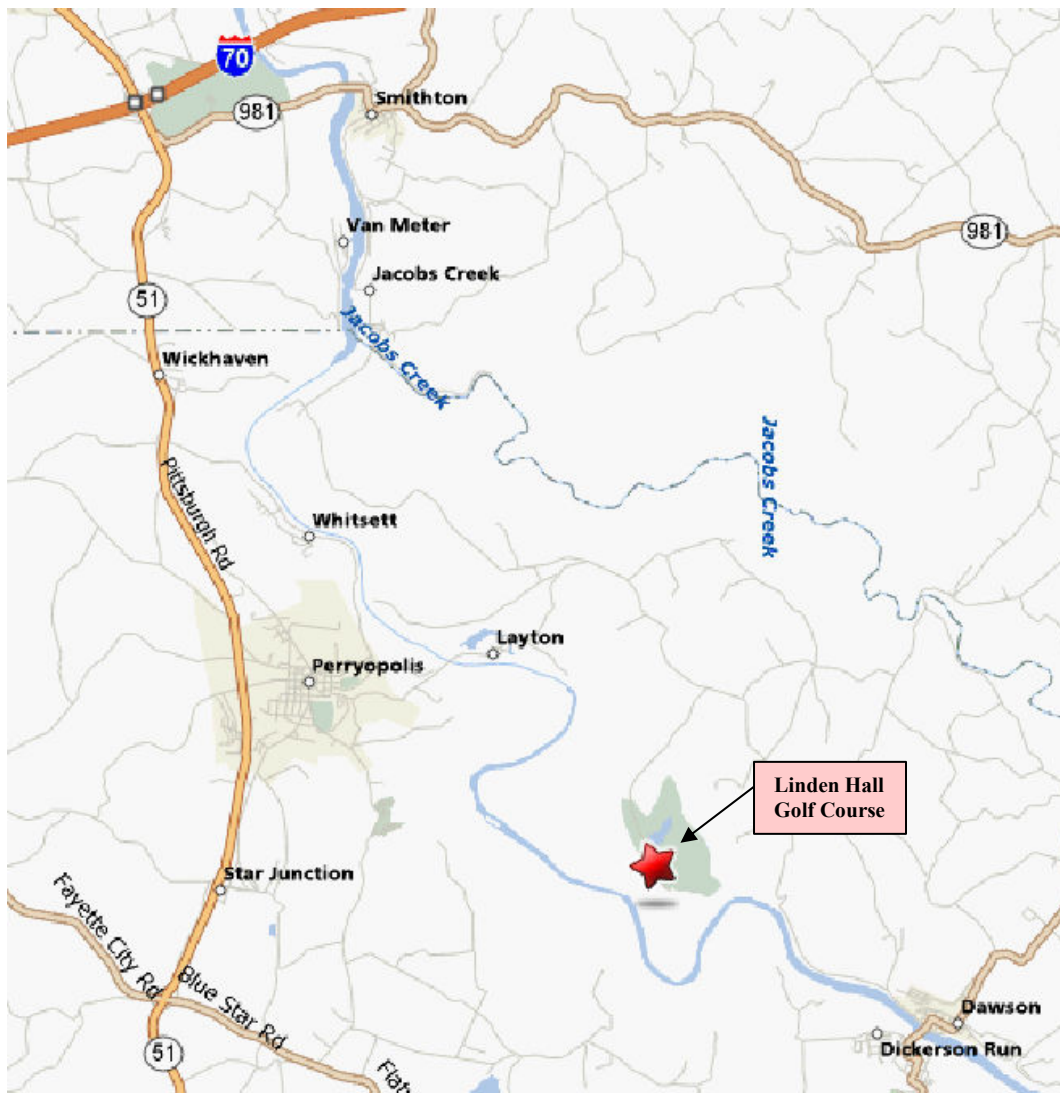 70
981
Smithton
Van Meter
981
Jacobs Creek
51
Jacobs Creek
Wickhaven
Jacobs Creek
Pittsburgh Rd
Whitsett
Layton
Perryopolis
Linden Hall
Golf Course
Star Junction
Fayette City Rd
Blue Star Rd
Dawson
Dickerson Run
51
Flat